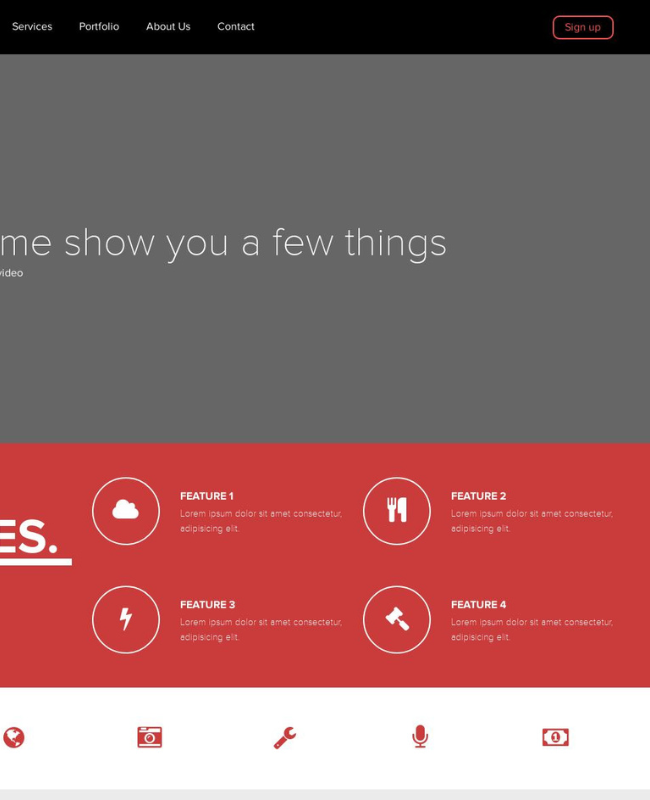 Services Portfolio About Us Contact Sign up
me show you a few things
video
ES.
FEATURE 1
Lorem ipsum dolor sit amet consectetur,
adipisicing elit.
FEATURE 2
Lorem ipsum dolor sit amet consectetur,
adipisicing elit.
FEATURE 3
Lorem ipsum dolor sit amet consectetur,
adipisicing elit.
FEATURE 4
Lorem ipsum dolor sit amet consectetur,
adipisicing elit.
1